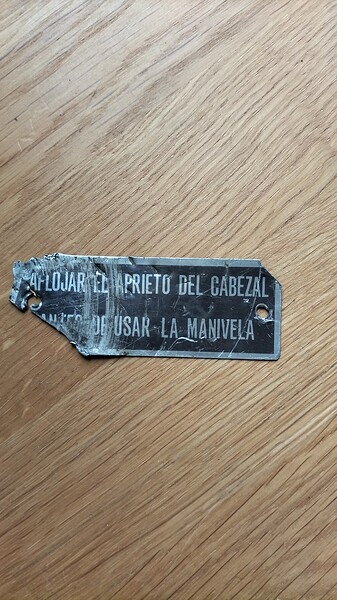 AFLOJAR EL APRIETO DEL CABEZAL
ANTES DE USAR LA MANIVELA